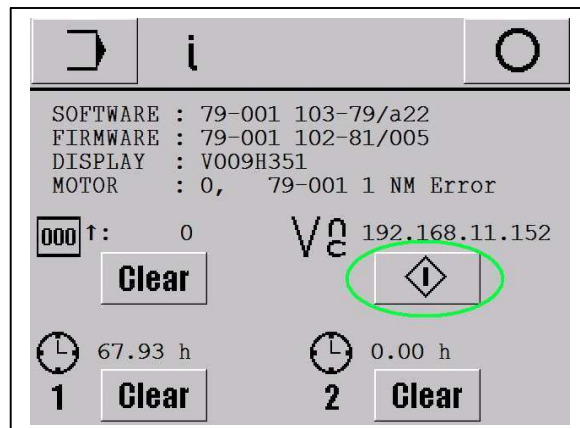 i
SOFTWARE : 79-001 103-79/a22
FIRMWARE : 79-001 102-81/005
DISPLAY : V009H351
MOTOR : 0, 79-001 1 NM Error
000 ↑: 0
Vnc 192.168.11.152
Clear
67.93 h 0.00 h
1 Clear 2 Clear